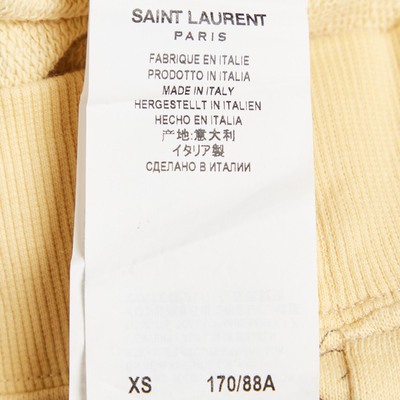 SAINT LAURENT
PARIS
FABRIQUE EN ITALIE
PRODOTTO IN ITALIA
MADE IN ITALY
HERGESTELLT IN ITALIEN
HECHO EN ITALIA
产地:意大利
イタリア製
СДЕЛАНО В ИТАЛИИ
XS 170/88A